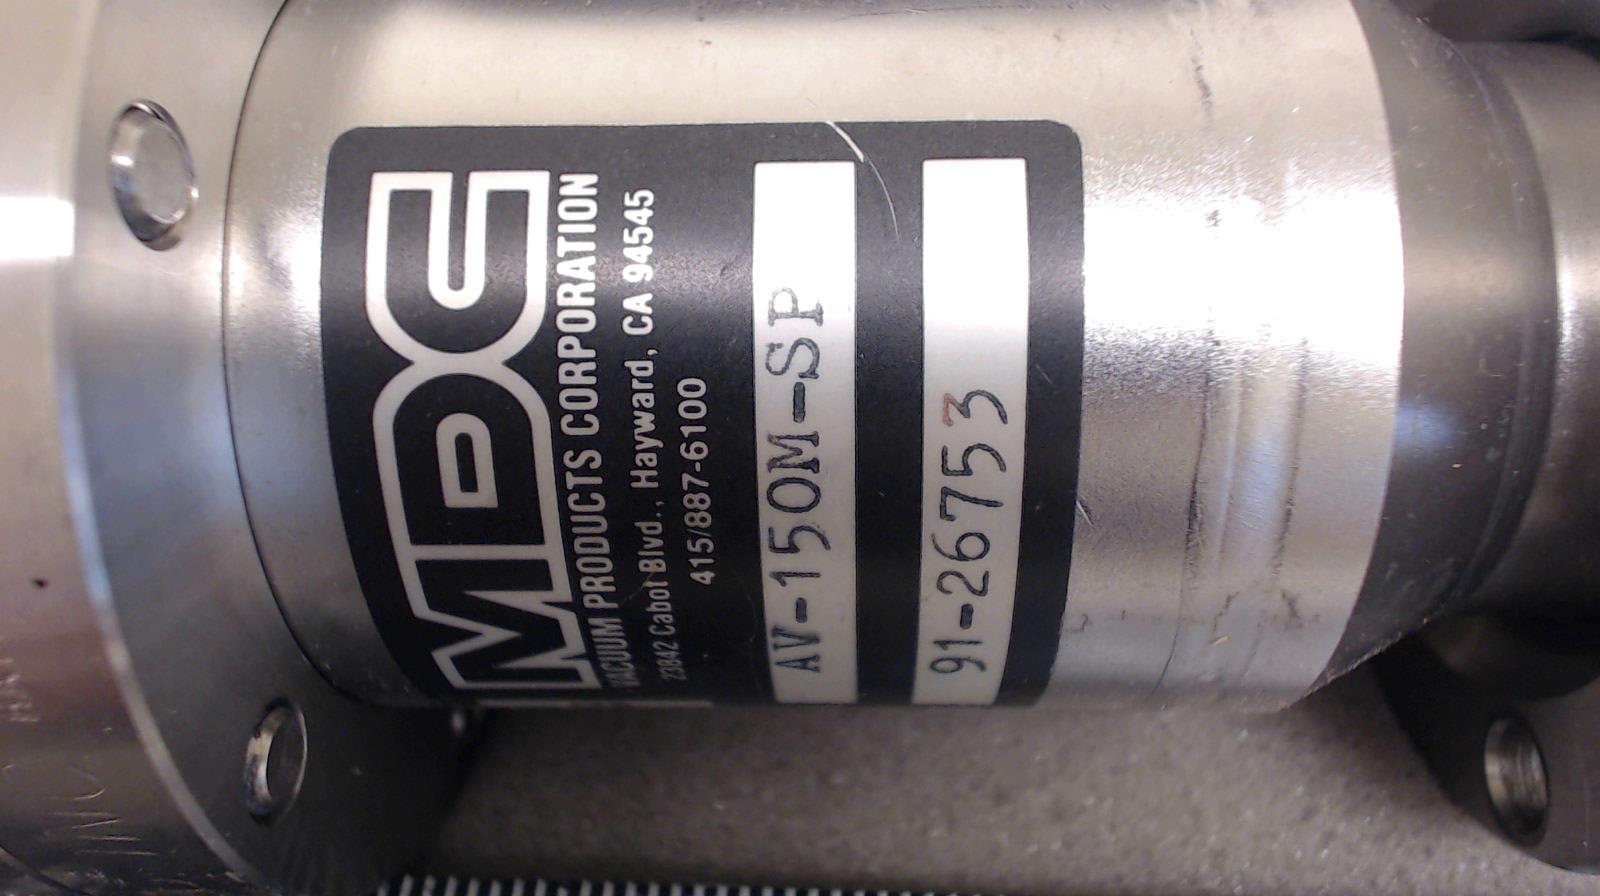 MDC
VACUUM PRODUCTS CORPORATION
23842 Cabot Blvd., Hayward, CA 94545
415/887-6100
AV-150M-SP
91-26753